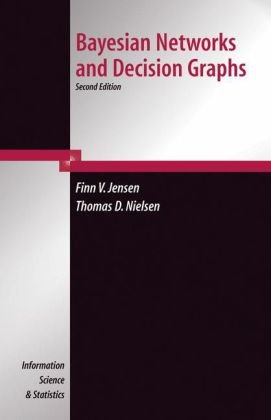 Bayesian Networks
and Decision Graphs
Second Edition
Finn V. Jensen
Thomas D. Nielsen
Information
Science
& Statistics